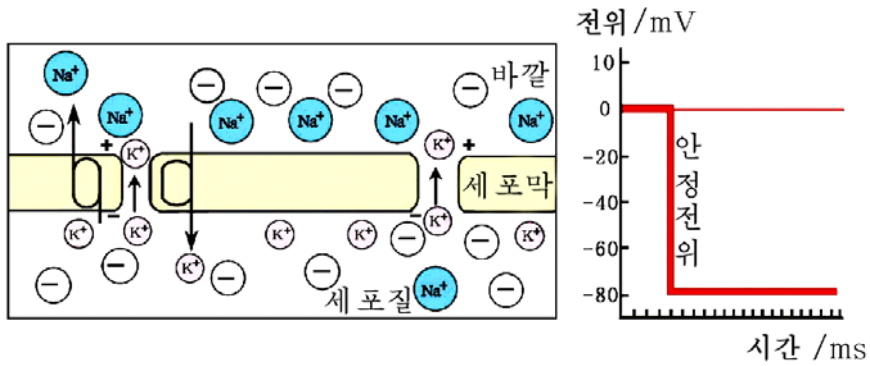 전위/mV
바깥
Na⁺
Na⁺
Na⁺
Na⁺
Na⁺
Na⁺
− − − − − −
+ K⁺ K⁺ +
세포막
− − K⁺
K⁺ K⁺ K⁺ K⁺ K⁺
− −
− K⁺ − − −
−
세포질 Na⁺
10
0
-20
-40
-60
-80
안정전위
시간 /ms